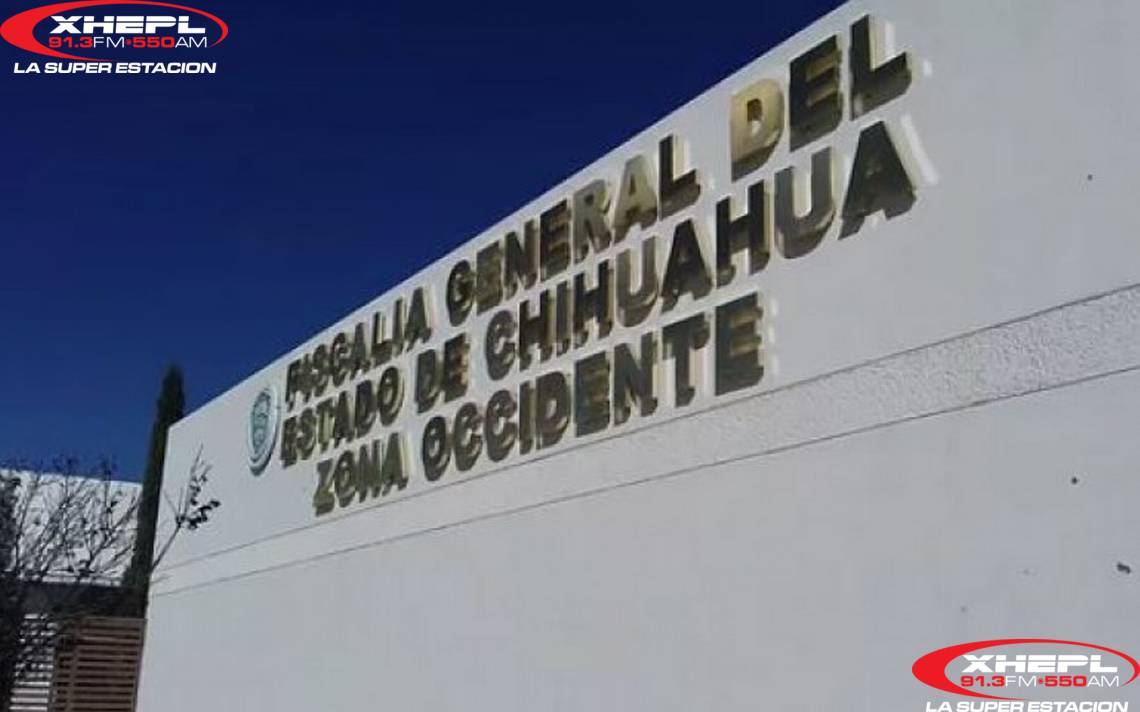 XHEPL
91.3FM•550AM
LA SUPER ESTACION
FISCALIA GENERAL DEL
ESTADO DE CHIHUAHUA
ZONA OCCIDENTE
XHEPL
91.3FM•550AM
LA SUPER ESTACION